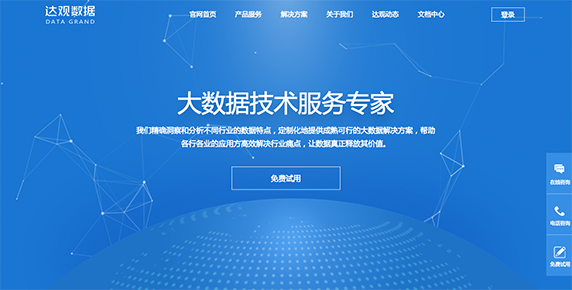 达观数据
DATA GRAND
官网首页 产品服务 解决方案 关于我们 达观动态 文档中心 登录
大数据技术服务专家
我们精确洞察和分析不同行业的数据特点，定制化地提供成熟可行的大数据解决方案，帮助
各行各业的应用方高效解决行业痛点，让数据真正释放其价值。
免费试用
在线咨询
电话咨询
免费试用